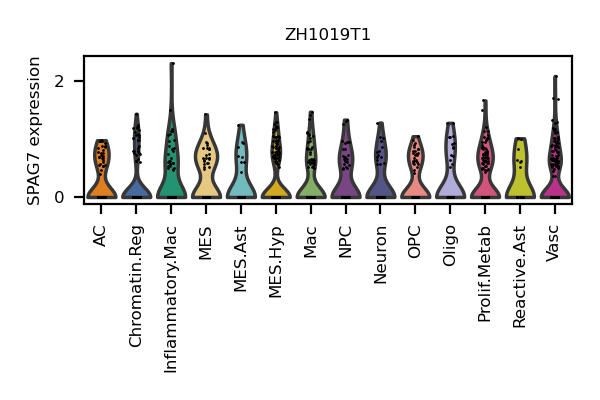 ZH1019T1
SPAG7 expression
2
0
AC
Chromatin.Reg
Inflammatory.Mac
MES
MES.Ast
MES.Hyp
Mac
NPC
Neuron
OPC
Oligo
Prolif.Metab
Reactive.Ast
Vasc